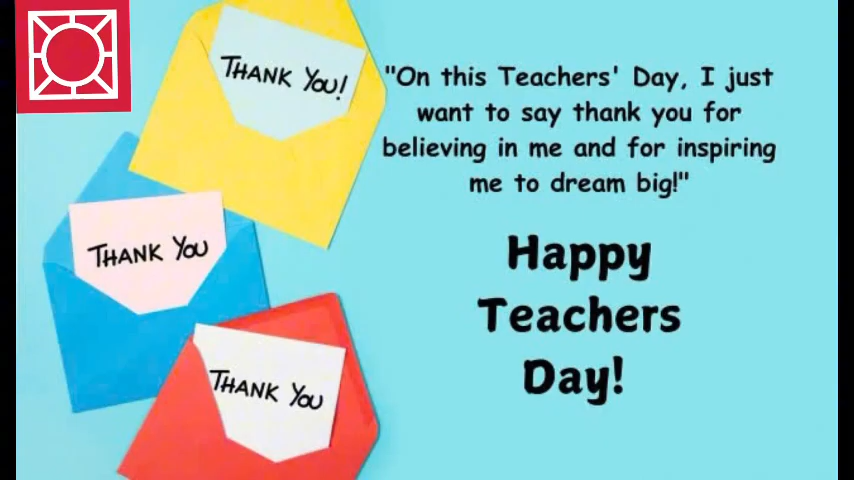 THANK YOU!
"On this Teachers' Day, I just
want to say thank you for
believing in me and for inspiring
me to dream big!"
THANK YOU
Happy
Teachers
Day!
THANK YOU